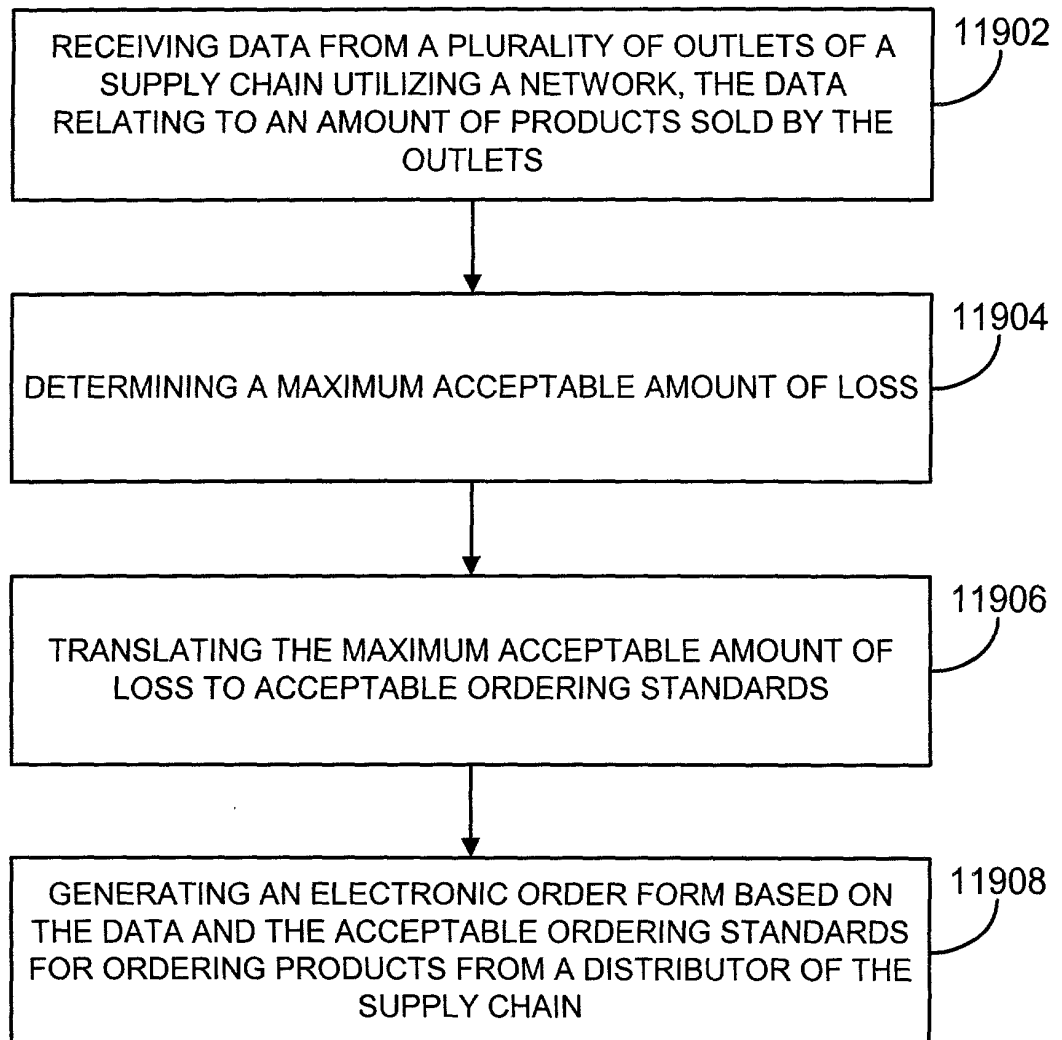 RECEIVING DATA FROM A PLURALITY OF OUTLETS OF A
SUPPLY CHAIN UTILIZING A NETWORK, THE DATA
RELATING TO AN AMOUNT OF PRODUCTS SOLD BY THE
OUTLETS
11902
DETERMINING A MAXIMUM ACCEPTABLE AMOUNT OF LOSS
11904
TRANSLATING THE MAXIMUM ACCEPTABLE AMOUNT OF
LOSS TO ACCEPTABLE ORDERING STANDARDS
11906
GENERATING AN ELECTRONIC ORDER FORM BASED ON
THE DATA AND THE ACCEPTABLE ORDERING STANDARDS
FOR ORDERING PRODUCTS FROM A DISTRIBUTOR OF THE
SUPPLY CHAIN
11908